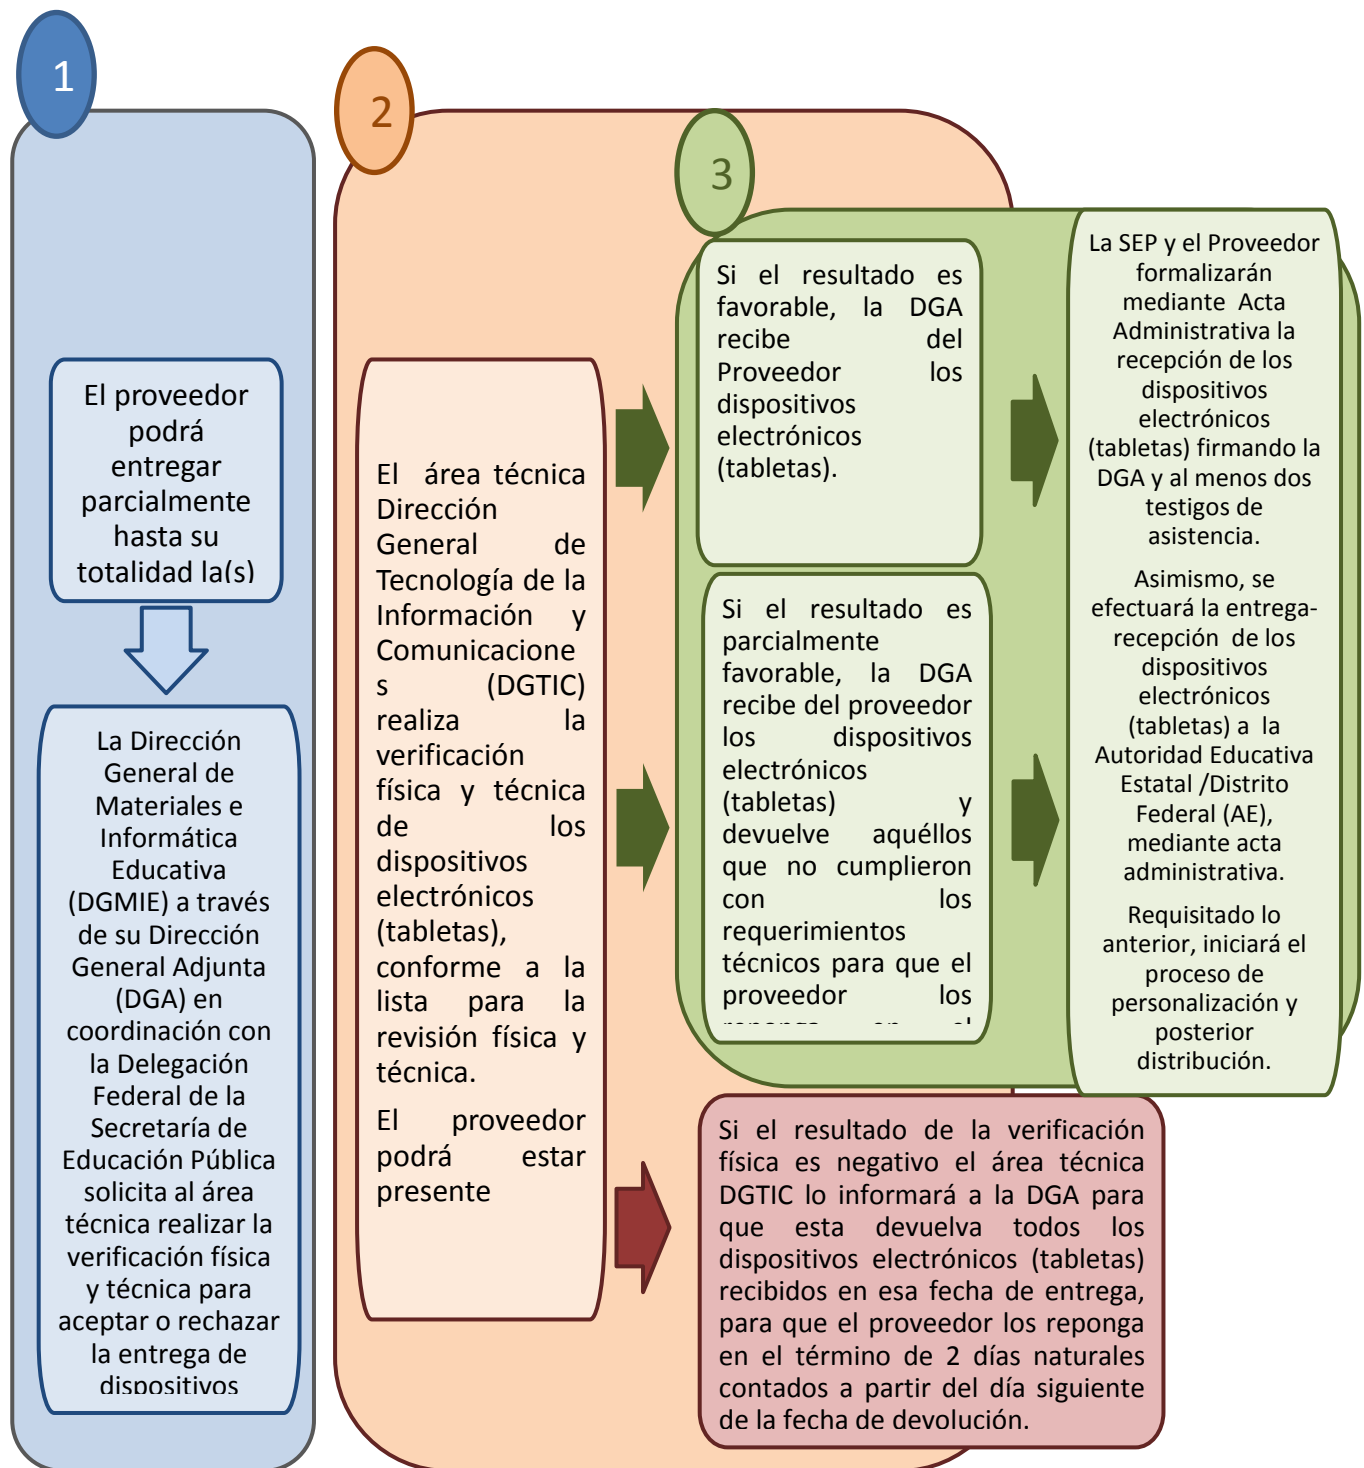 1
El proveedor
podrá
entregar
parcialmente
hasta su
totalidad la(s)
La Dirección
General de
Materiales e
Informática
Educativa
(DGMIE) a través
de su Dirección
General Adjunta
(DGA) en
coordinación con
la Delegación
Federal de la
Secretaría de
Educación Pública
solicita al área
técnica realizar la
verificación física
y técnica para
aceptar o rechazar
la entrega de
dispositivos
2
El área técnica
Dirección
General de
Tecnología de la
Información y
Comunicacione
s (DGTIC)
realiza la
verificación
física y técnica
de los
dispositivos
electrónicos
(tabletas),
conforme a la
lista para la
revisión física y
técnica.
El proveedor
podrá estar
presente
3
Si el resultado es
favorable, la DGA
recibe del
Proveedor los
dispositivos
electrónicos
(tabletas).
Si el resultado es
parcialmente
favorable, la DGA
recibe del proveedor
los dispositivos
electrónicos
(tabletas) y
devuelve aquéllos
que no cumplieron
con los
requerimientos
técnicos para que el
proveedor los
reponga en el
La SEP y el Proveedor
formalizarán
mediante Acta
Administrativa la
recepción de los
dispositivos
electrónicos
(tabletas) firmando la
DGA y al menos dos
testigos de
asistencia.
Asimismo, se
efectuará la entrega-
recepción de los
dispositivos
electrónicos
(tabletas) a la
Autoridad Educativa
Estatal /Distrito
Federal (AE),
mediante acta
administrativa.
Requisitado lo
anterior, iniciará el
proceso de
personalización y
posterior
distribución.
Si el resultado de la verificación
física es negativo el área técnica
DGTIC lo informará a la DGA para
que esta devuelva todos los
dispositivos electrónicos (tabletas)
recibidos en esa fecha de entrega,
para que el proveedor los reponga
en el término de 2 días naturales
contados a partir del día siguiente
de la fecha de devolución.